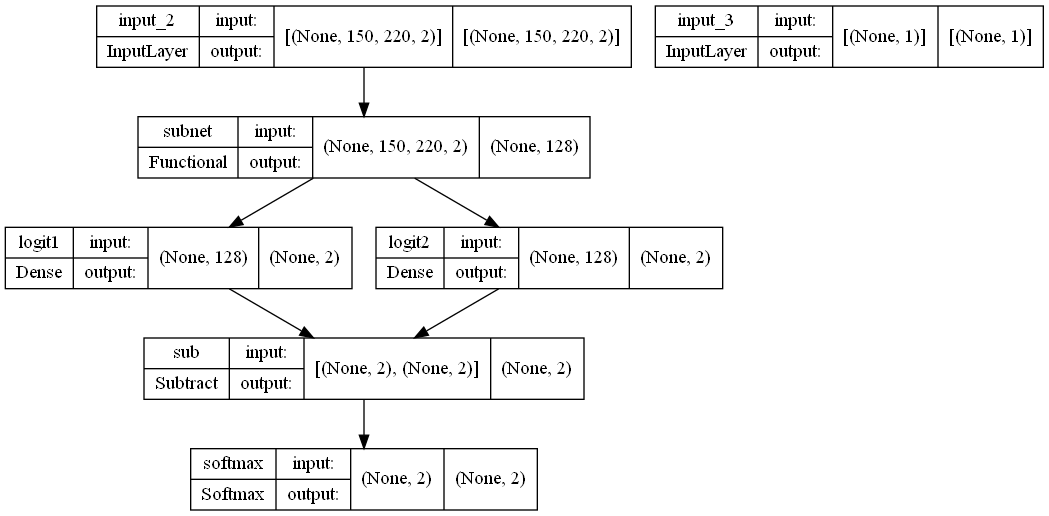 input_2 input: [(None, 150, 220, 2)] [(None, 150, 220, 2)]
InputLayer output:
input_3 input: [(None, 1)] [(None, 1)]
InputLayer output:
subnet input: (None, 150, 220, 2) (None, 128)
Functional output:
logit1 input: (None, 128) (None, 2)
Dense output:
logit2 input: (None, 128) (None, 2)
Dense output:
sub input: [(None, 2), (None, 2)] (None, 2)
Subtract output:
softmax input: (None, 2) (None, 2)
Softmax output: